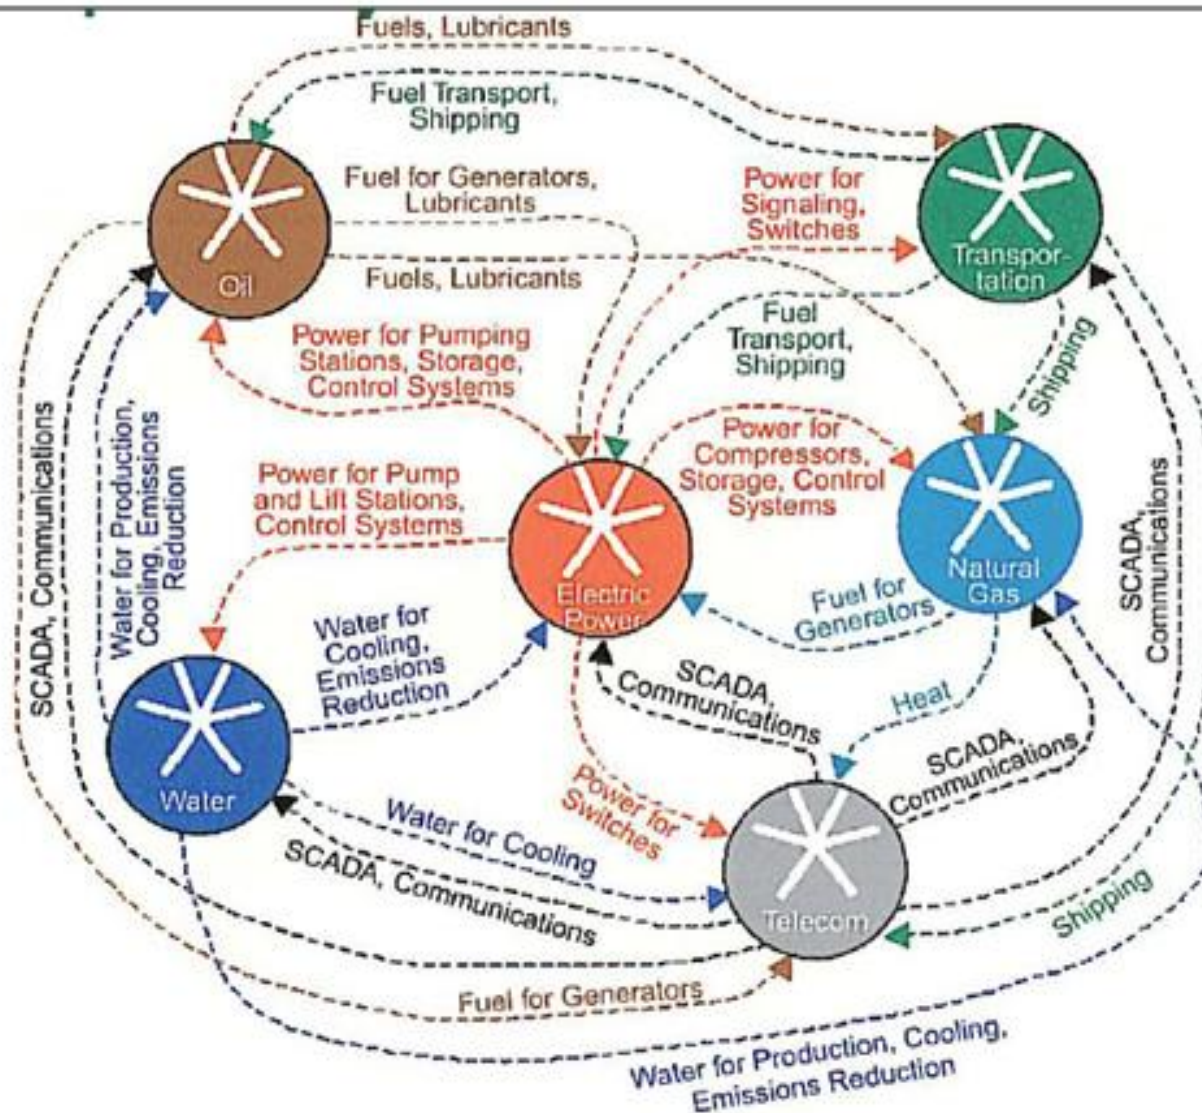 Fuels, Lubricants
Fuel Transport,
Shipping
Fuel for Generators,
Lubricants
Power for
Signaling,
Switches
Transpor-
tation
Oil
Fuels, Lubricants
Fuel
Transport,
Shipping
Shipping
Power for Pumping
Stations, Storage,
Control Systems
Power for
Compressors,
Storage, Control
Systems
SCADA, Communications
Water for Production,
Cooling, Emissions
Reduction
Power for Pump
and Lift Stations,
Control Systems
SCADA,
Communications
Natural
Gas
Electric
Power
Fuel for
Generators
Water for
Cooling,
Emissions
Reduction
SCADA,
Communications
Heat
SCADA,
Communications
Water
Power for
Switches
Water for Cooling
SCADA, Communications
Telecom
Shipping
Fuel for Generators
Water for Production, Cooling,
Emissions Reduction